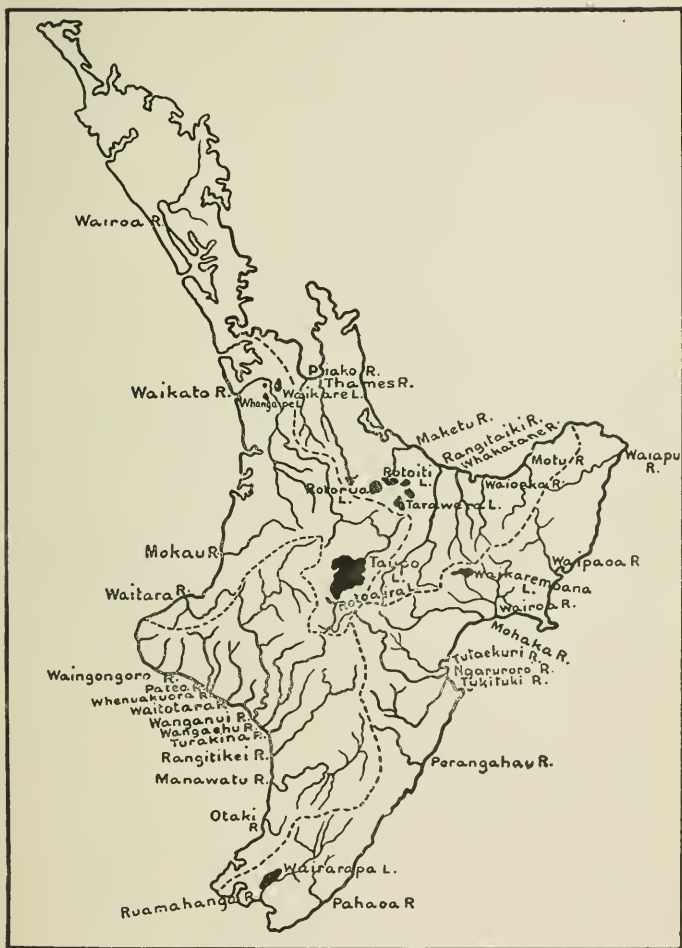 Wairoa R.
Piako R.
Thames R.
Waikato R.
Waikare L.
Whangape L.
Maketu R.
Rangitaiki R.
Whakatane R.
Motu R
Waiapu
R.
Waioeka R.
Rotoiti
L.
Rotorua
L.
Tarawara L.
Mokau R.
Taupo
L.
Waipaoa R
Waikaremoana
L.
Waitara R.
Rotoaira L.
Wairoa R.
Mohaka R.
Tutaekuri R.
Ngaruroro R.
Tukituki R.
Waingongoro R.
Patea R.
Whenuakuora R.
Waitotara R.
Wanganui R.
Wangaehu R.
Turakina R.
Rangitikei R.
Manawatu R.
Perangahau R.
Otaki
R
Wairarapa L.
Ruamahanga R
Pahaoa R